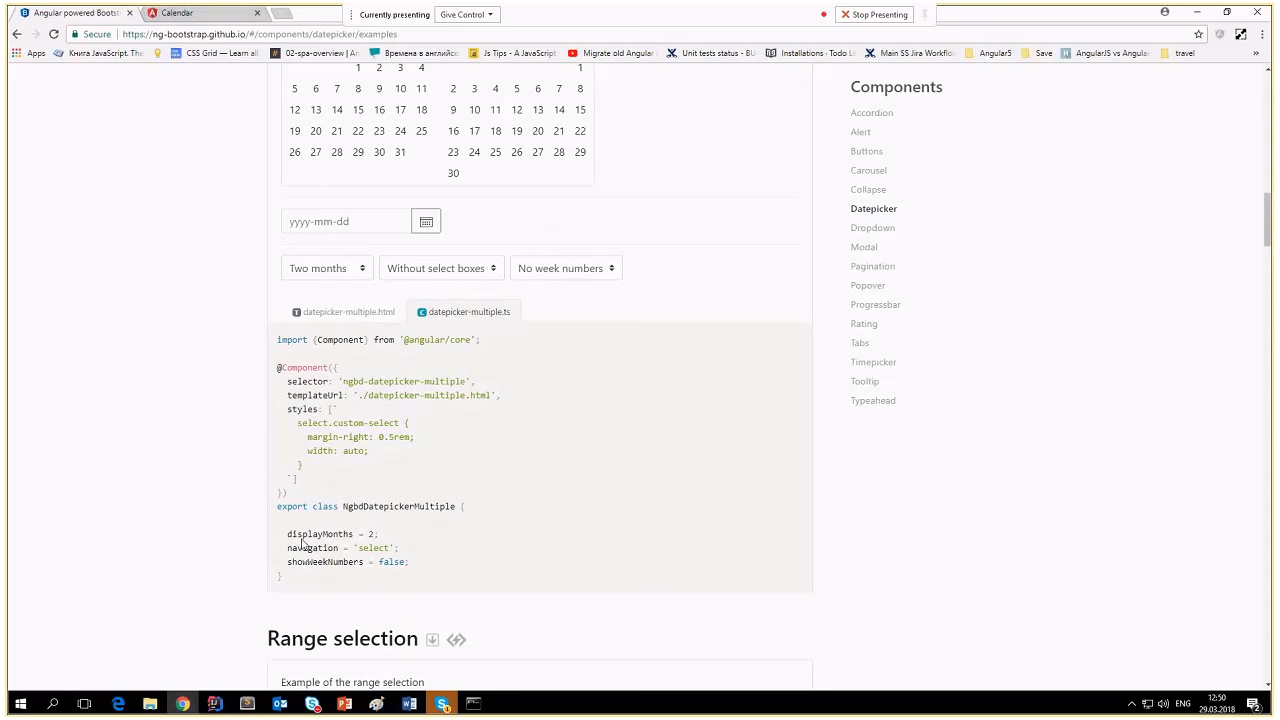 Angular powered Boots
Calendar
Currently presenting
Give Control
Stop Presenting
Secure
https://ng-bootstrap.github.io/#/components/datepicker/examples
Apps
Книга JavaScript. Пе
CSS Grid — Learn all
02-spa-overview | An
Времена в английск
Js Tips - A JavaScript
Migrate old Angular
Unit tests status - BU
Installations · Todo Li
Main SS Jira Workflo
Angular5
Save
AngularJS vs Angular
travel
1 2 3 4 1
5 6 7 8 9 10 11 2 3 4 5 6 7 8
12 13 14 15 16 17 18 9 10 11 12 13 14 15
19 20 21 22 23 24 25 16 17 18 19 20 21 22
26 27 28 29 30 31 23 24 25 26 27 28 29
30
yyyy-mm-dd
Two months
Without select boxes
No week numbers
datepicker-multiple.html
datepicker-multiple.ts
import {Component} from '@angular/core';
@Component({
selector: 'ngbd-datepicker-multiple',
templateUrl: './datepicker-multiple.html',
styles: [`
select.custom-select {
margin-right: 0.5rem;
width: auto;
}
`]
})
export class NgbdDatepickerMultiple {
displayMonths = 2;
navigation = 'select';
showWeekNumbers = false;
}
Range selection
Example of the range selection
Components
Accordion
Alert
Buttons
Carousel
Collapse
Datepicker
Dropdown
Modal
Pagination
Popover
Progressbar
Rating
Tabs
Timepicker
Tooltip
Typeahead
ENG
12:50
29.03.2018